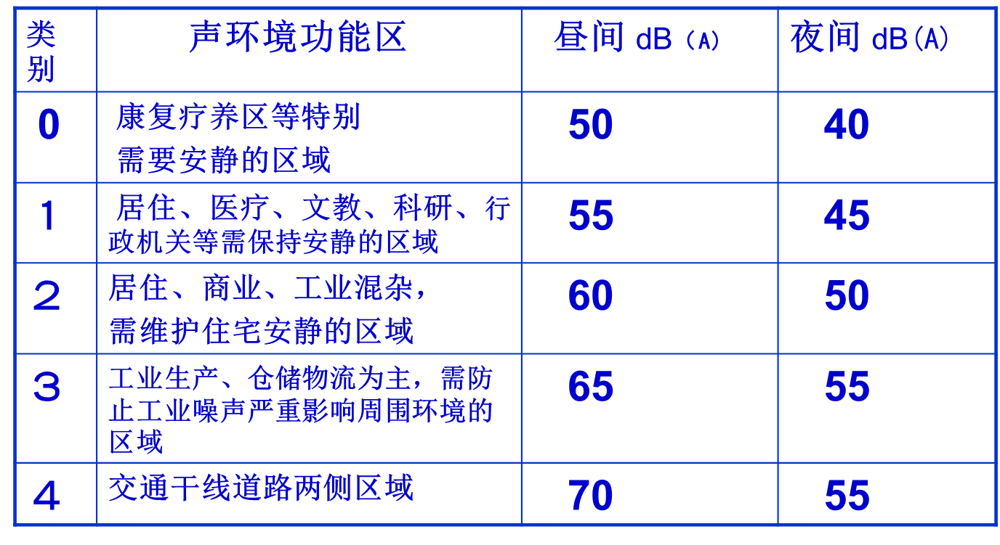 类别 声环境功能区 昼间 dB（A） 夜间 dB(A)
0 康复疗养区等特别 50 40
需要安静的区域
1 居住、医疗、文教、科研、行 55 45
政机关等需保持安静的区域
2 居住、商业、工业混杂， 60 50
需维护住宅安静的区域
3 工业生产、仓储物流为主，需防 65 55
止工业噪声严重影响周围环境的
区域
4 交通干线道路两侧区域 70 55